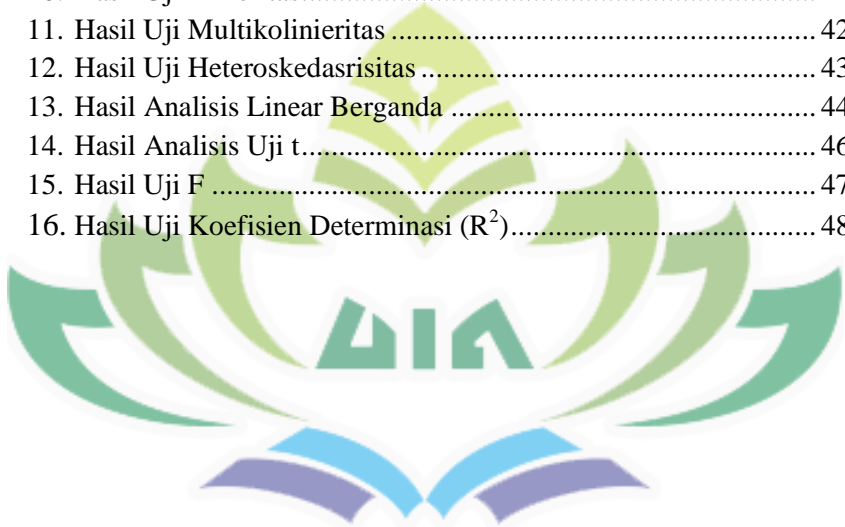 11. Hasil Uji Multikolinieritas ................................................ 42
12. Hasil Uji Heteroskedasrisitas ............................................ 43
13. Hasil Analisis Linear Berganda ........................................ 44
14. Hasil Analisis Uji t ............................................................ 46
15. Hasil Uji F ......................................................................... 47
16. Hasil Uji Koefisien Determinasi (R²) ................................ 48
UIN